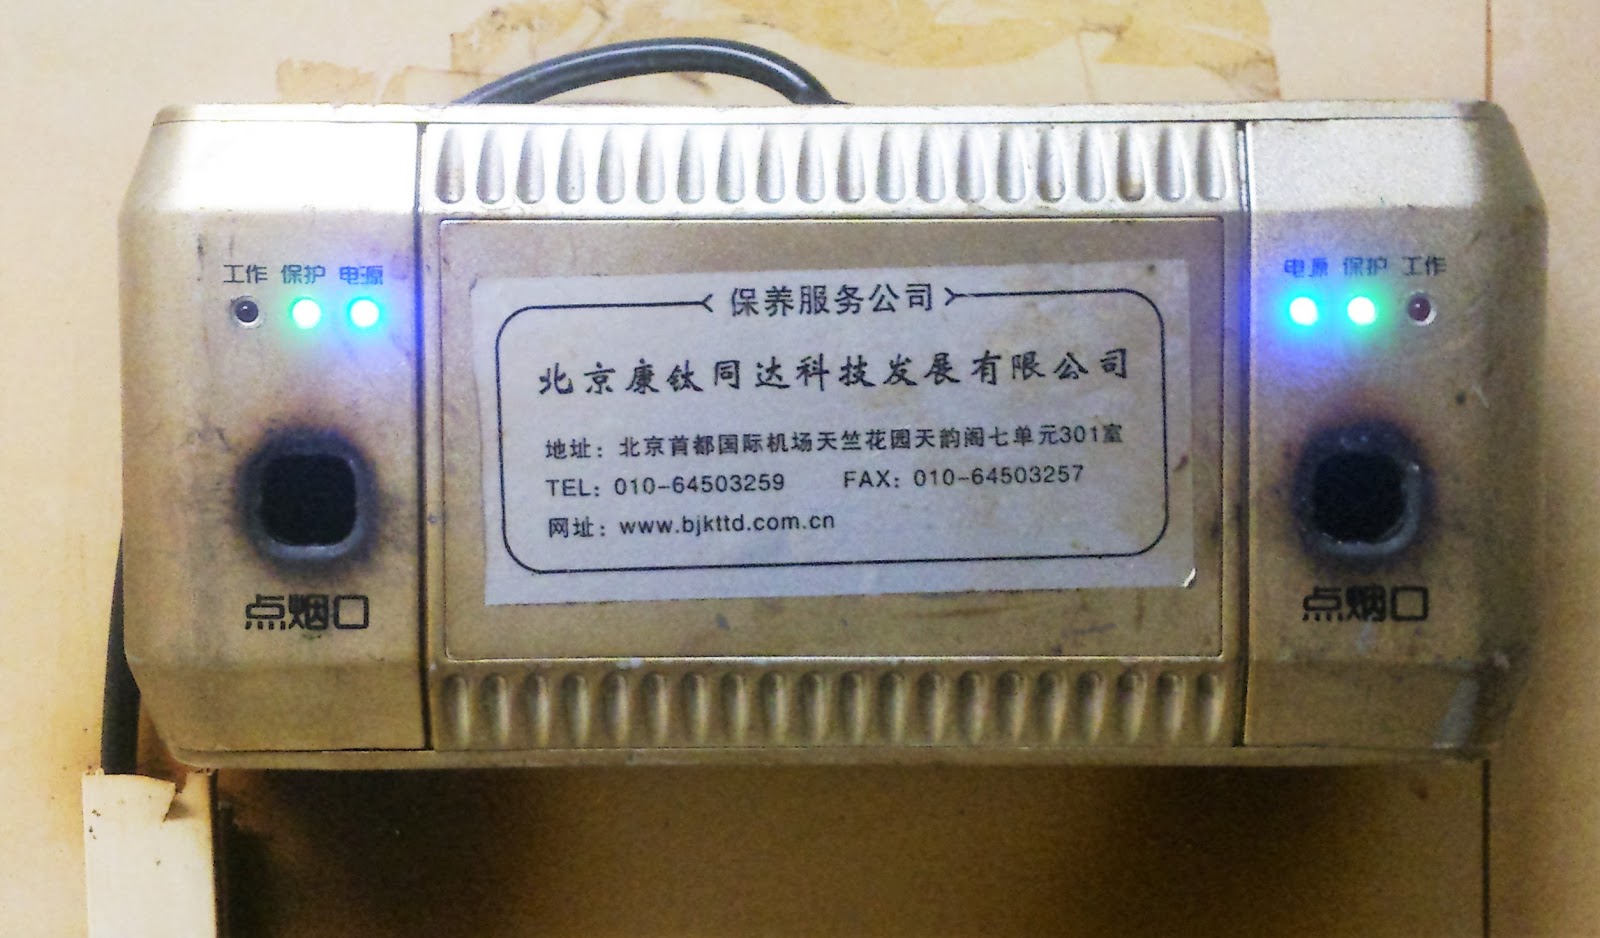 工作 保护 电源
点烟口
保养服务公司
北京康钛同达科技发展有限公司
地址：北京首都国际机场天竺花园天韵阁七单元301室
TEL：010-64503259 FAX：010-64503257
网址：www.bjkttd.com.cn
电源 保护 工作
点烟口